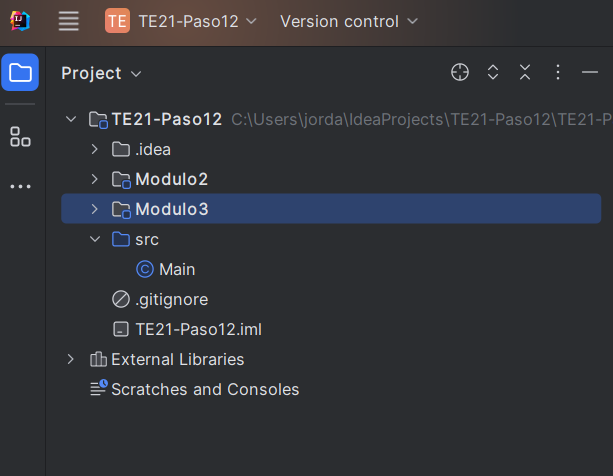 TE TE21-Paso12 Version control
Project
TE21-Paso12 C:\Users\jorda\IdeaProjects\TE21-Paso12\TE21-P
.idea
Modulo2
Modulo3
src
C Main
.gitignore
TE21-Paso12.iml
External Libraries
Scratches and Consoles